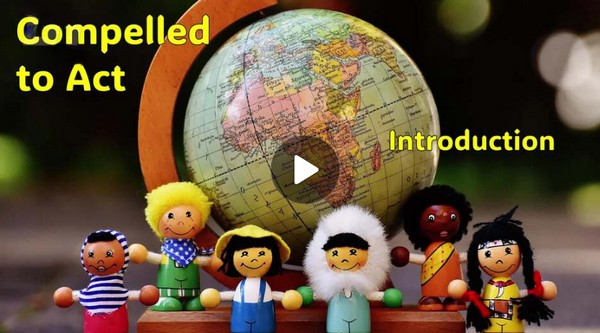 Compelled
to Act
Introduction